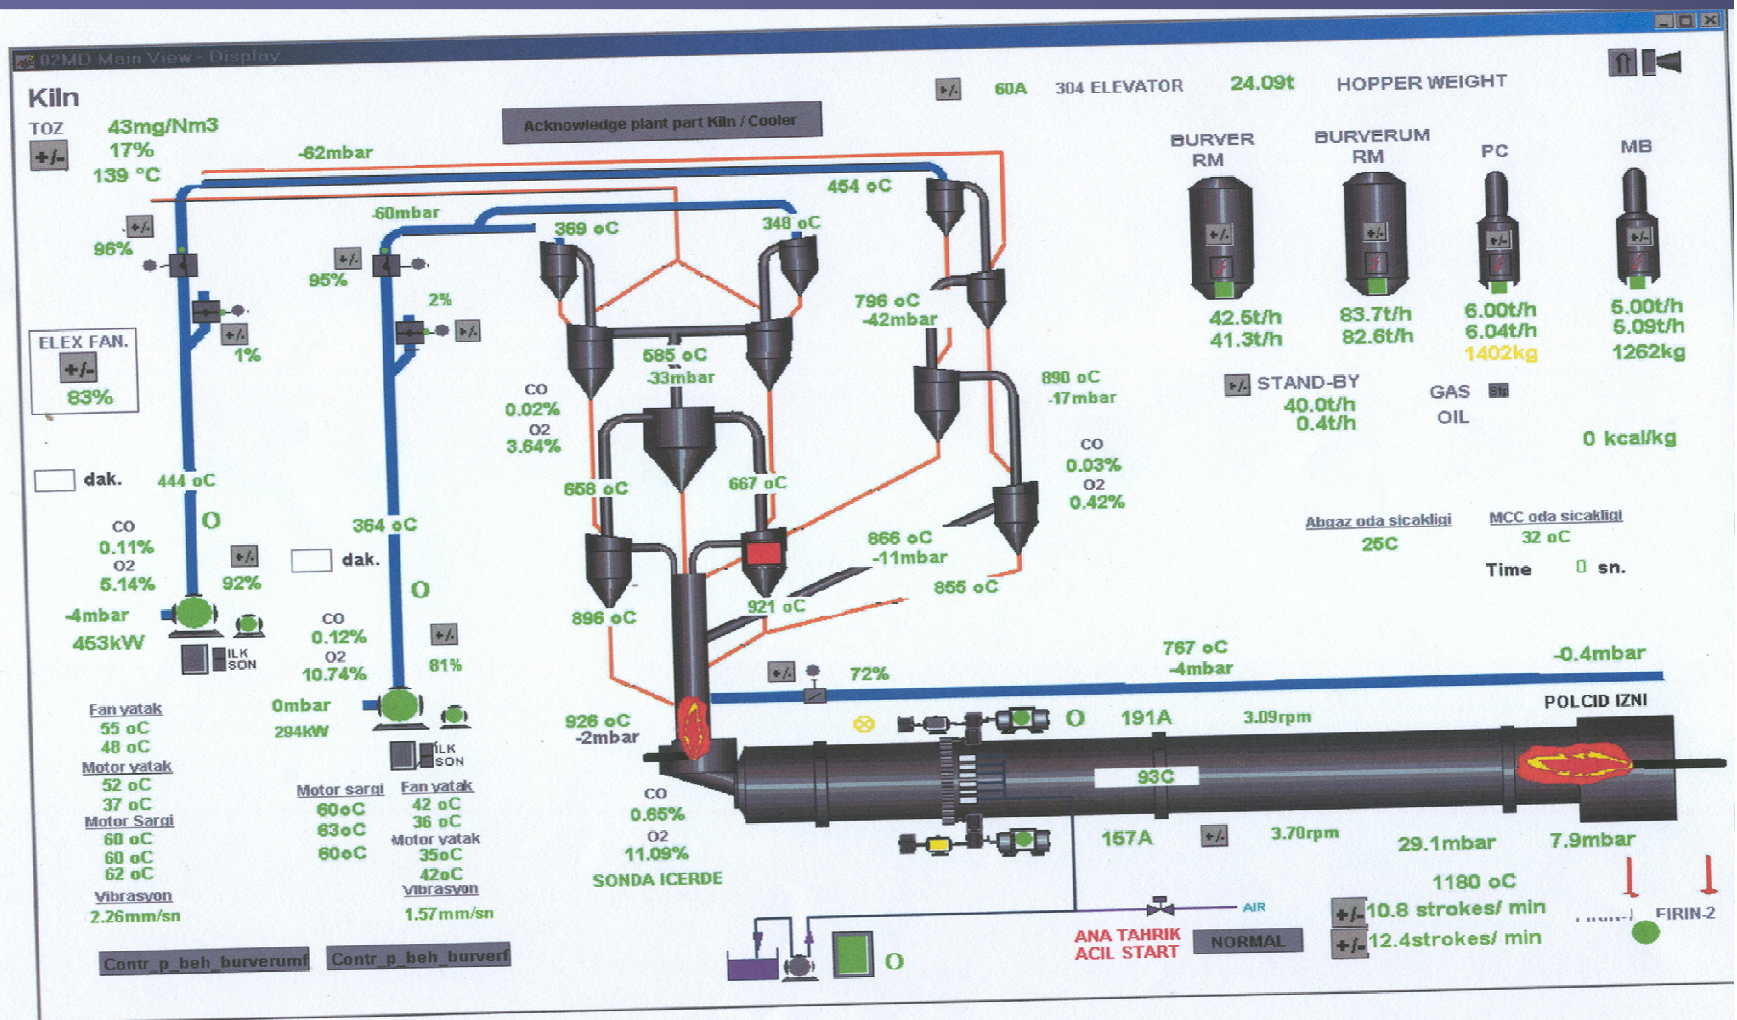 02MD Main View - Display
Kiln
TOZ
43mg/Nm3
17%
139 °C
+/-
-62mbar
Acknowledge plant part Kiln / Cooler
+/-
60A
304 ELEVATOR
24.09t
HOPPER WEIGHT
BURVER
RM
BURVERUM
RM
PC
MB
+/-
+/-
+/-
+/-
42.5t/h
41.3t/h
83.7t/h
82.6t/h
6.00t/h
6.04t/h
1402kg
5.00t/h
5.09t/h
1262kg
+/-
STAND-BY
40.0t/h
0.4t/h
GAS
Stp
OIL
0 kcal/kg
454 oC
-60mbar
369 oC
348 oC
+/-
96%
+/-
95%
2%
+/-
+/-
1%
ELEX FAN.
+/-
83%
796 oC
-42mbar
585 oC
-33mbar
890 oC
-17mbar
CO
0.02%
O2
3.64%
CO
0.03%
O2
0.42%
dak.
444 oC
658 oC
667 oC
364 oC
dak.
CO
0.11%
O2
5.14%
+/-
92%
866 oC
-11mbar
855 oC
Abgaz oda sicakligi
25C
MCC oda sicakligi
32 oC
Time
0 sn.
-4mbar
453kW
ILK
SON
CO
0.12%
O2
10.74%
+/-
81%
896 oC
921 oC
0mbar
294kW
ILK
SON
+/-
72%
767 oC
-4mbar
-0.4mbar
POLCID IZNI
926 oC
-2mbar
191A
3.09rpm
93C
157A
+/-
3.70rpm
29.1mbar
7.9mbar
1180 oC
Fan yatak
55 oC
48 oC
Motor yatak
52 oC
37 oC
Motor Sargi
60 oC
60 oC
62 oC
Vibrasyon
2.26mm/sn
Motor sargi
60oC
63oC
60oC
Fan yatak
42 oC
36 oC
Motor yatak
35oC
42oC
Vibrasyon
1.57mm/sn
CO
0.65%
O2
11.09%
SONDA ICERDE
+/-
10.8 strokes/ min
+/-
12.4strokes/ min
FIRIN-2
AIR
ANA TAHRIK
ACIL START
NORMAL
Contr_p_beh_burverumf
Contr_p_beh_burverf